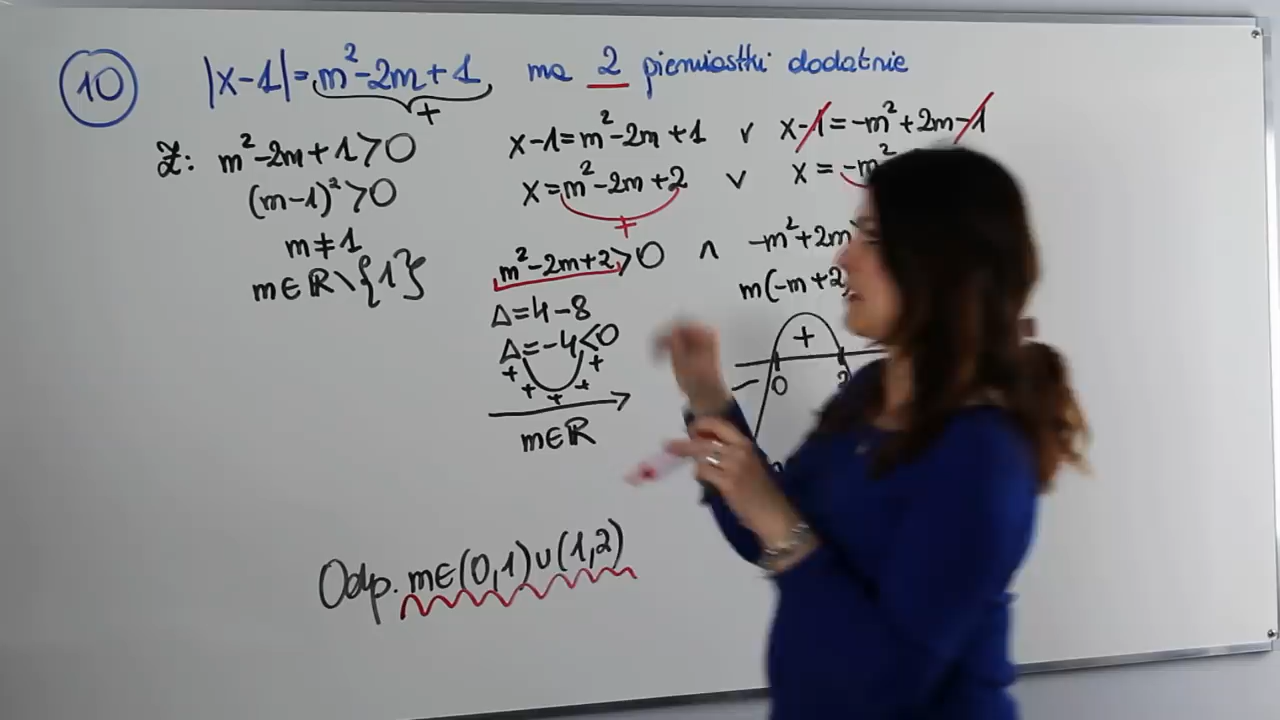 10 |x-1|=m²-2m+1 ma 2 pierwiastki dodatnie
+
Z: m²-2m+1>0
(m-1)²>0
m≠1
m∈R\{1}
x-1=m²-2m+1 ∨ x-1=-m²+2m-1
x=m²-2m+2 ∨ x=-m²
+
m²-2m+2>0 ∧ -m²+2m
m(-m+2)
Δ=4-8
Δ=-4<0
+ + + + +
m∈R
+
0 2
Odp. m∈(0,1)∪(1,2)